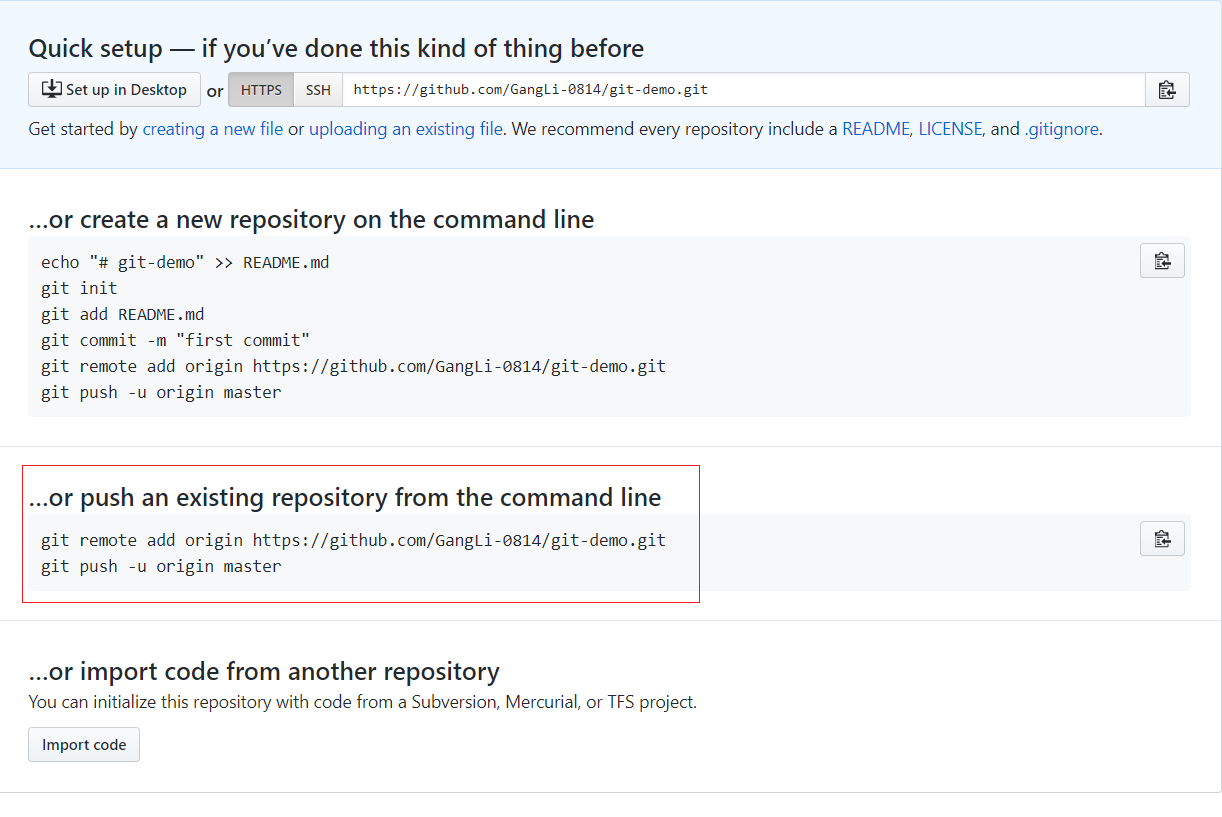 Quick setup — if you’ve done this kind of thing before
Set up in Desktop or HTTPS SSH https://github.com/GangLi-0814/git-demo.git
Get started by creating a new file or uploading an existing file. We recommend every repository include a README, LICENSE, and .gitignore.
…or create a new repository on the command line
echo "# git-demo" >> README.md
git init
git add README.md
git commit -m "first commit"
git remote add origin https://github.com/GangLi-0814/git-demo.git
git push -u origin master
…or push an existing repository from the command line
git remote add origin https://github.com/GangLi-0814/git-demo.git
git push -u origin master
…or import code from another repository
You can initialize this repository with code from a Subversion, Mercurial, or TFS project.
Import code